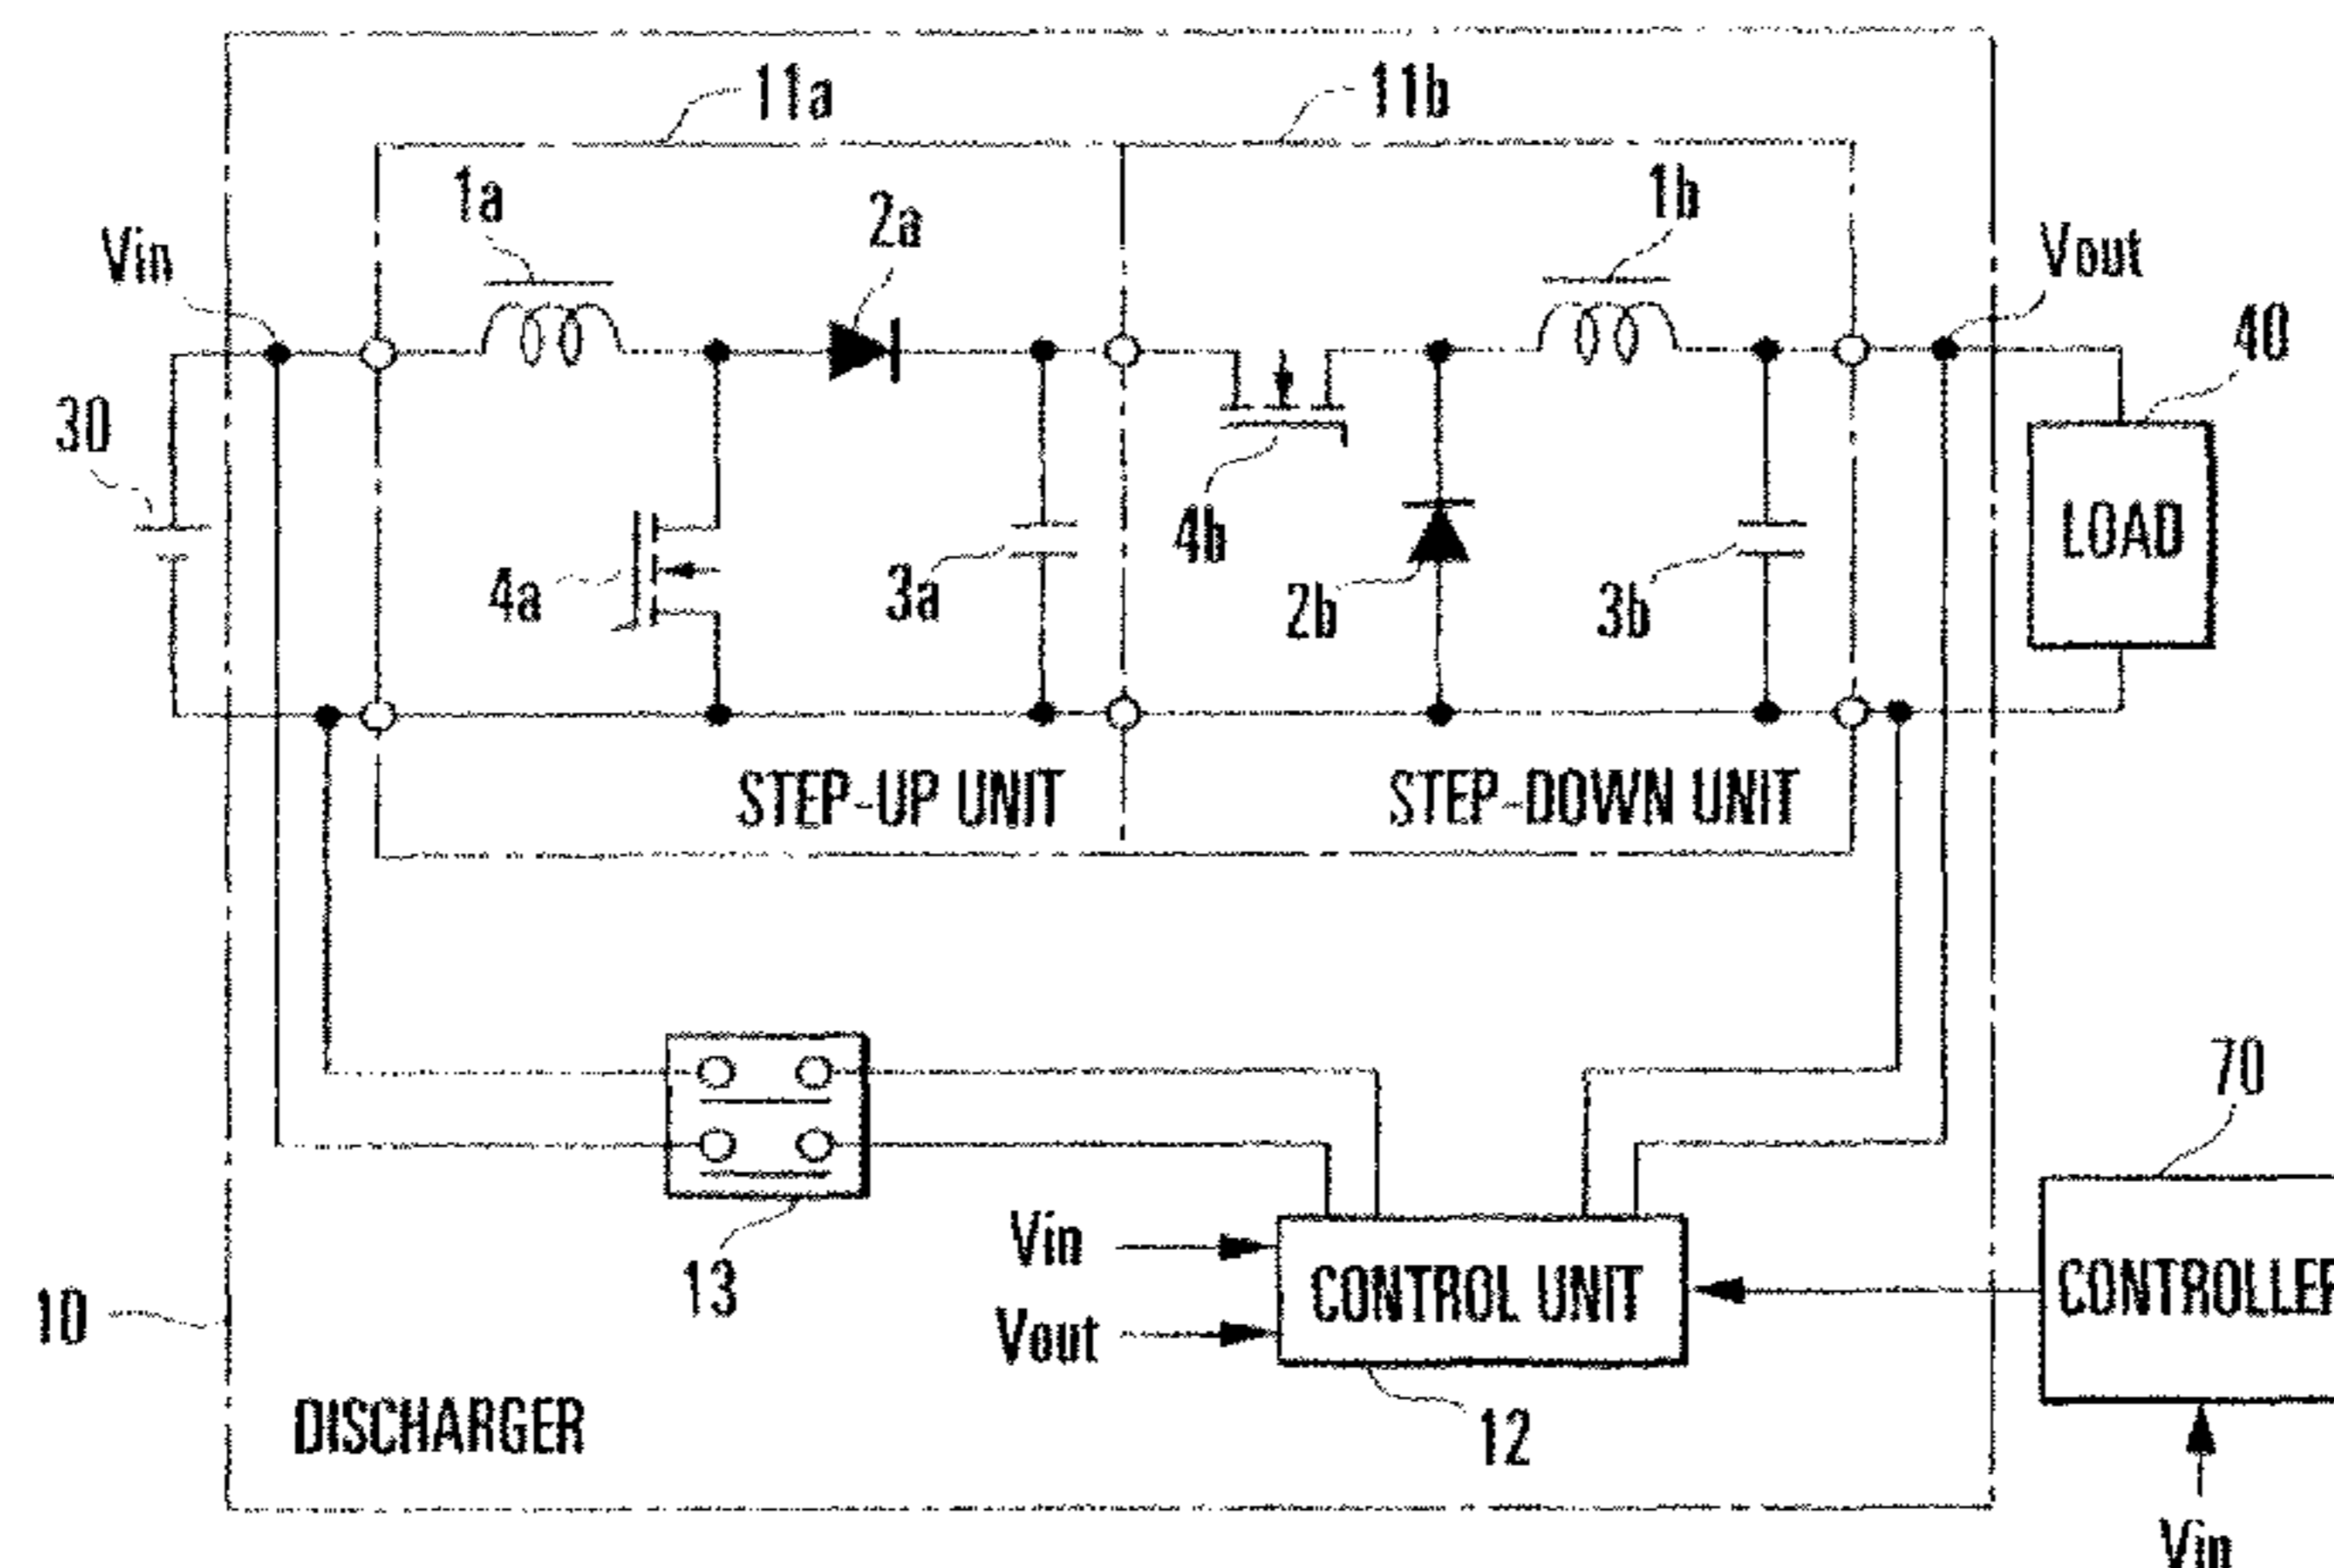 11a
11b
1a
2a
1b
Vin
Vout
40
30
LOAD
4a
3a
4b
2b
3b
STEP-UP UNIT
STEP-DOWN UNIT
70
13
Vin
CONTROL UNIT
CONTROLLER
Vout
10
12
DISCHARGER
Vin